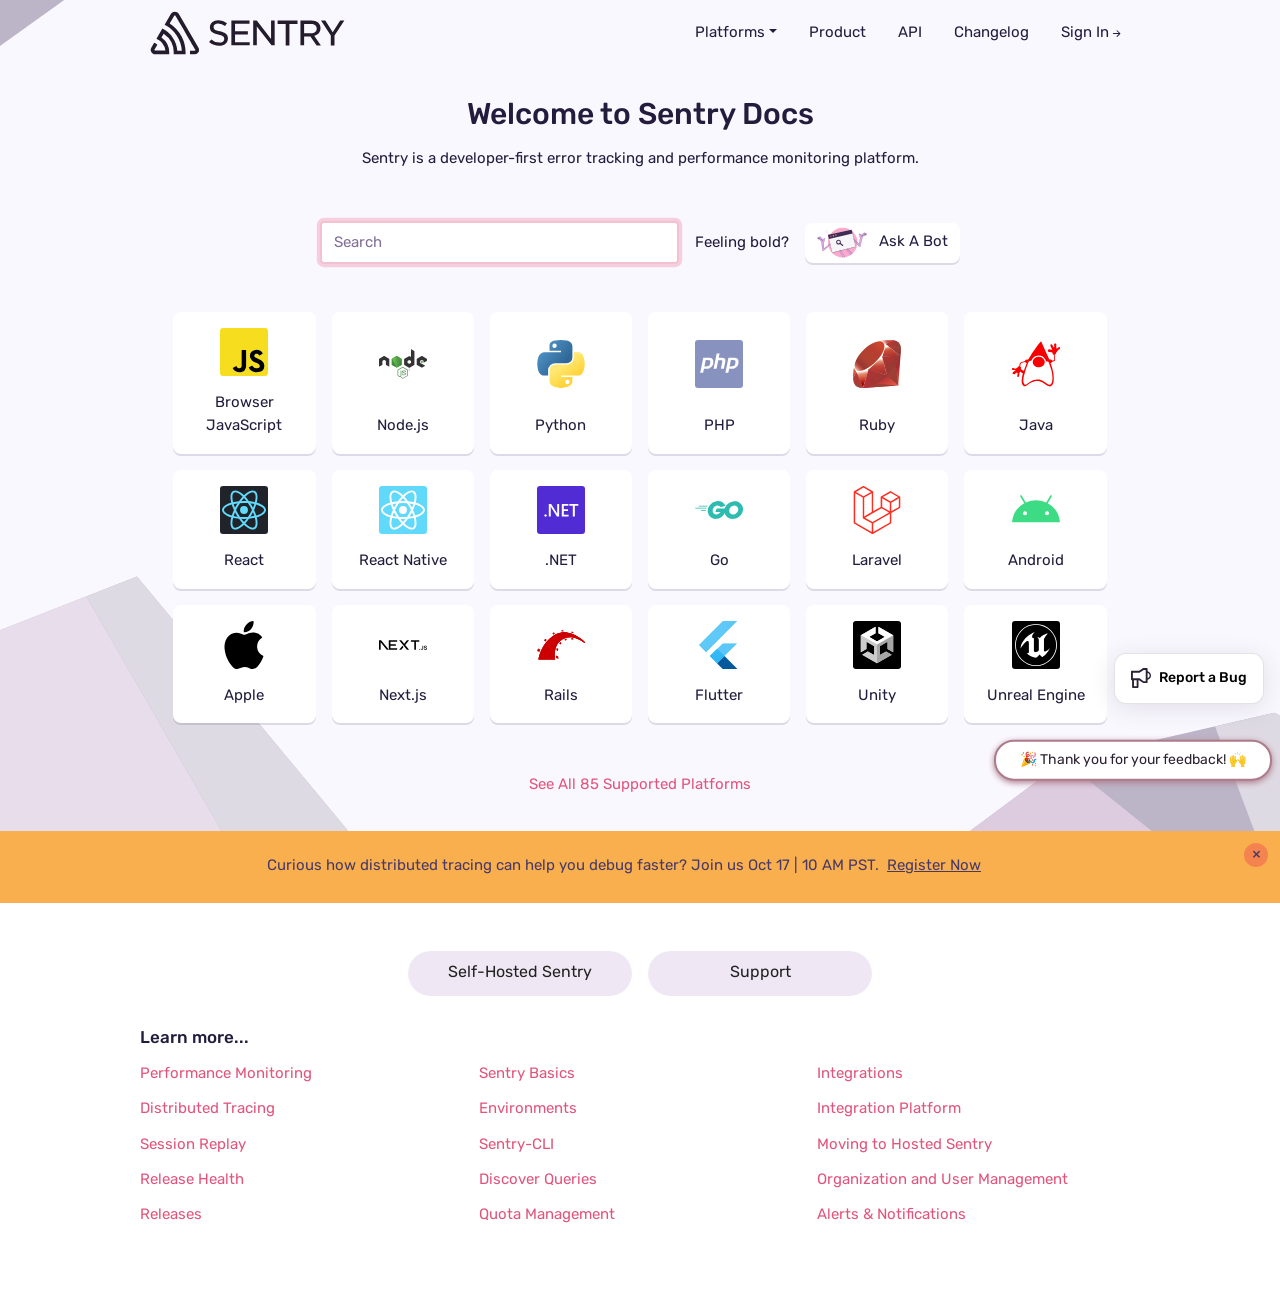 SENTRY
Platforms Product API Changelog Sign In →
Welcome to Sentry Docs
Sentry is a developer-first error tracking and performance monitoring platform.
Search Feeling bold? Ask A Bot
JS
Browser
JavaScript
node
JS
Node.js
Python
php
PHP
Ruby
Java
React
React Native
.NET
.NET
GO
Go
Laravel
Android
Apple
NEXT.JS
Next.js
Rails
Flutter
Unity
Unreal Engine
Report a Bug
🎉 Thank you for your feedback! 🙌
See All 85 Supported Platforms
Curious how distributed tracing can help you debug faster? Join us Oct 17 | 10 AM PST. Register Now ×
Self-Hosted Sentry Support
Learn more...
Performance Monitoring Sentry Basics Integrations
Distributed Tracing Environments Integration Platform
Session Replay Sentry-CLI Moving to Hosted Sentry
Release Health Discover Queries Organization and User Management
Releases Quota Management Alerts & Notifications